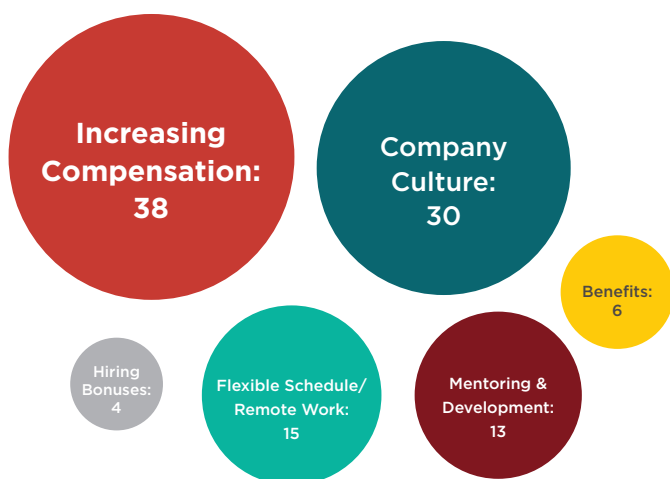 Increasing
Compensation:
38
Company
Culture:
30
Benefits:
6
Hiring
Bonuses:
4
Flexible Schedule/
Remote Work:
15
Mentoring &
Development:
13